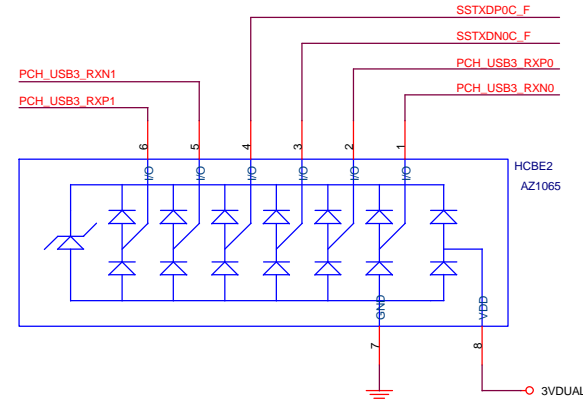 SSTXDP0C_F
SSTXDN0C_F
PCH_USB3_RXN1
PCH_USB3_RXP0
PCH_USB3_RXP1
PCH_USB3_RXN0
6
5
4
3
2
1
I/O
I/O
I/O
I/O
I/O
I/O
HCBE2
AZ1065
GND
VDD
7
8
3VDUAL